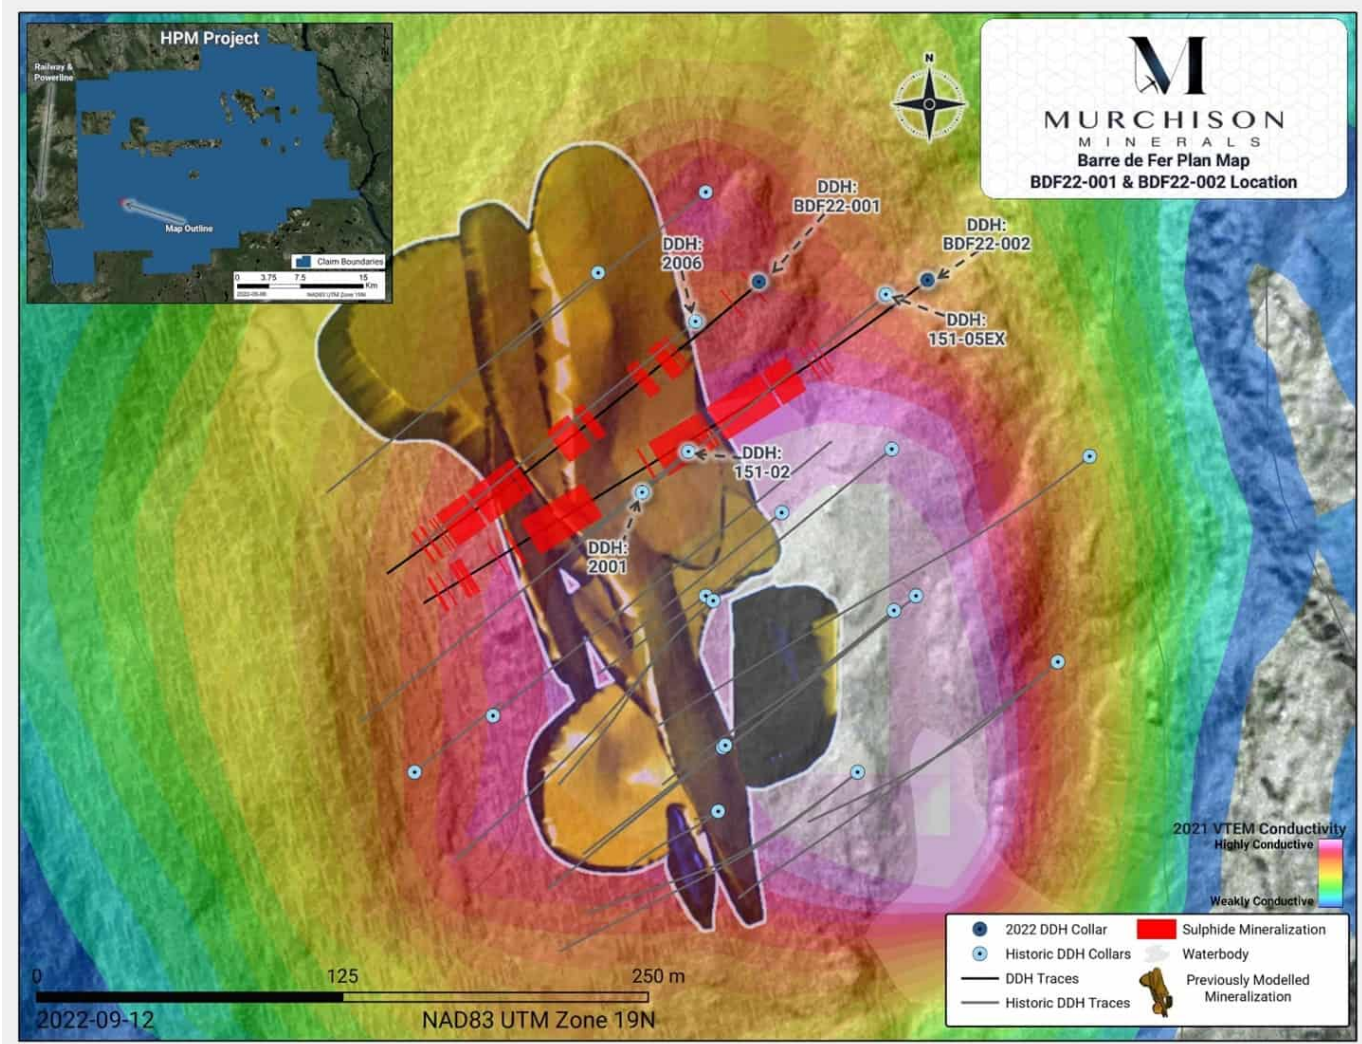 HPM Project
Railway &
Powerline
Map Outline
Claim Boundaries
0 3.75 7.5 15
Km
NAD83 UTM Zone 19N
N
MURCHISON
MINERALS
Barre de Fer Plan Map
BDF22-001 & BDF22-002 Location
DDH:
BDF22-001
DDH:
BDF22-002
DDH:
2006
DDH:
151-05EX
DDH:
151-02
DDH:
2001
2021 VTEM Conductivity
Highly Conductive
Weakly Conductive
2022 DDH Collar
Sulphide Mineralization
Historic DDH Collars
Waterbody
DDH Traces
Previously Modelled
Mineralization
Historic DDH Traces
0 125 250 m
2022-09-12
NAD83 UTM Zone 19N